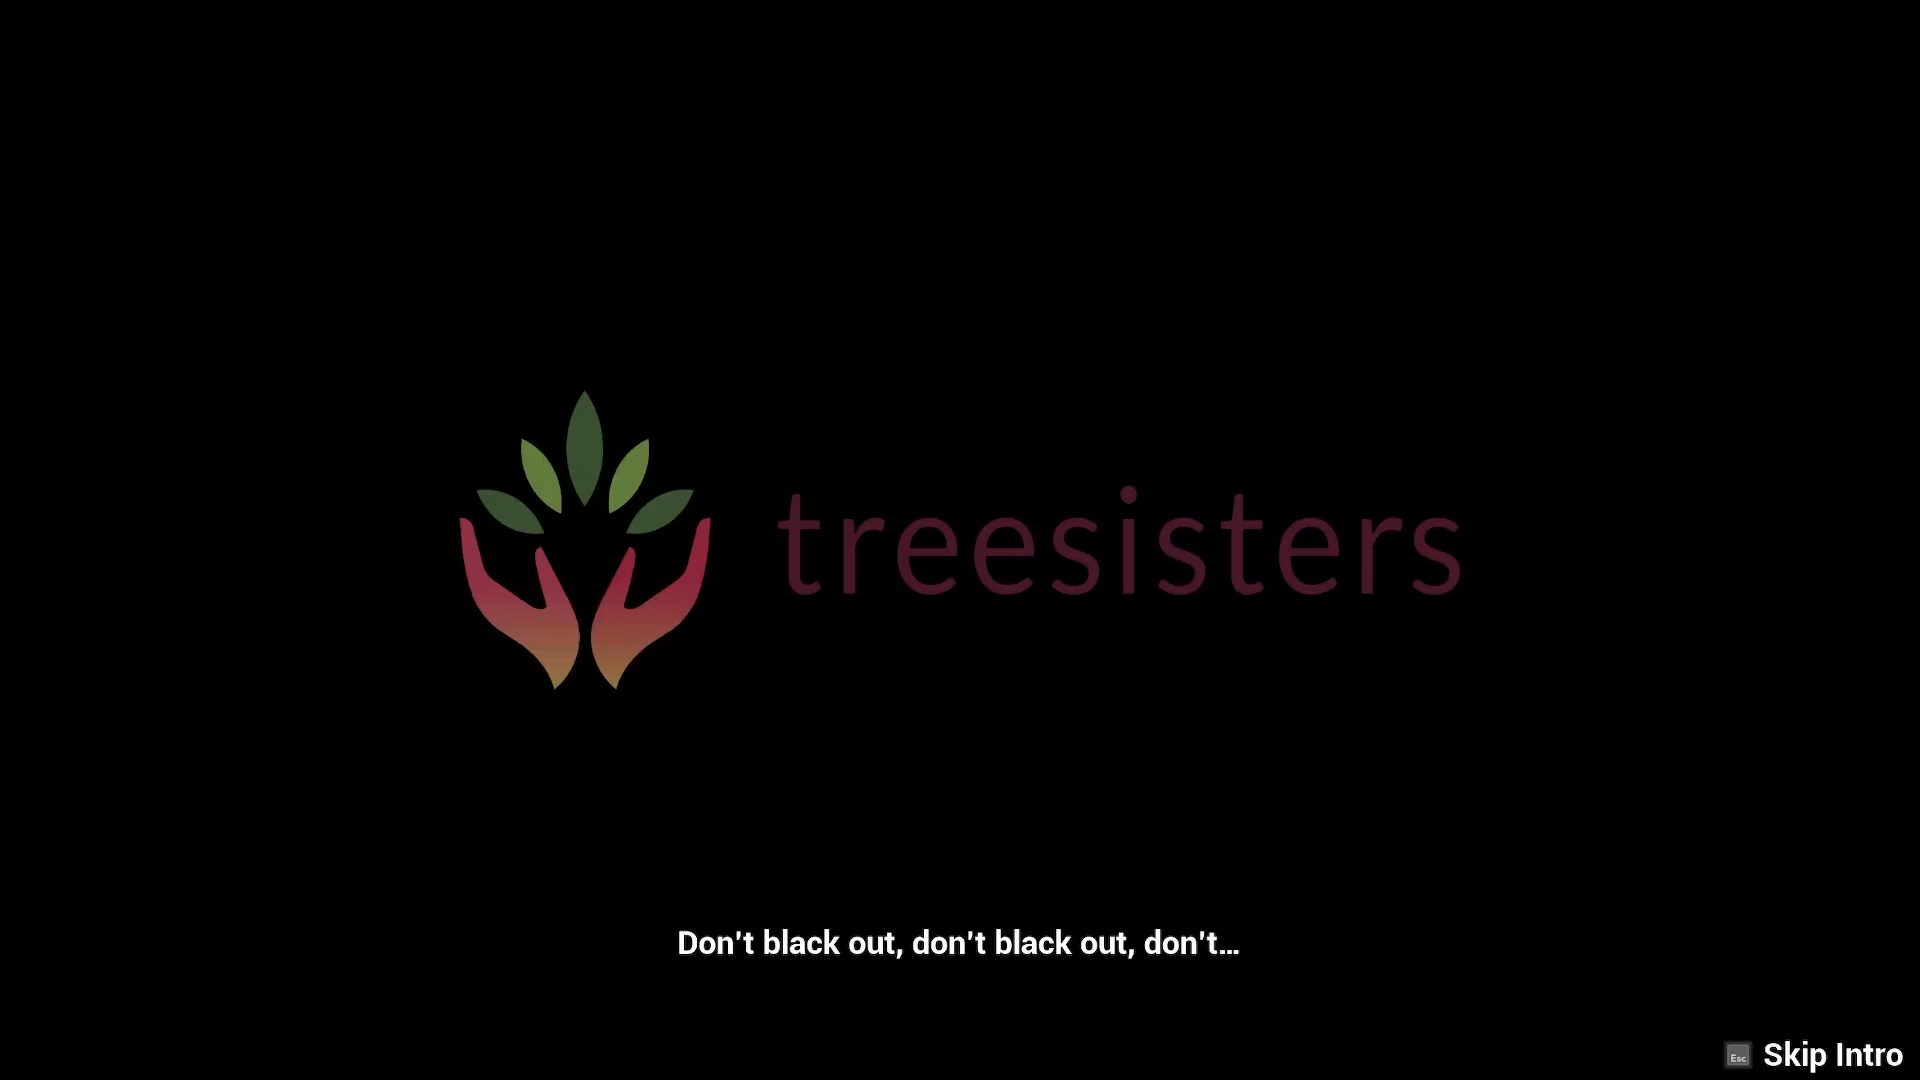 treesisters
Don't black out, don't black out, don't...
Esc Skip Intro